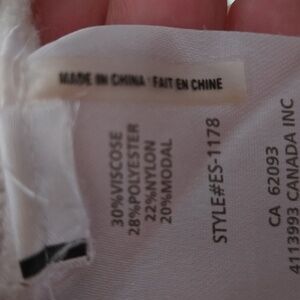 MADE IN CHINA / FAIT EN CHINE
30%VISCOSE
28%POLYESTER
22%NYLON
20%MODAL
STYLE#ES-1178
CA 62093
4113993 CANADA INC